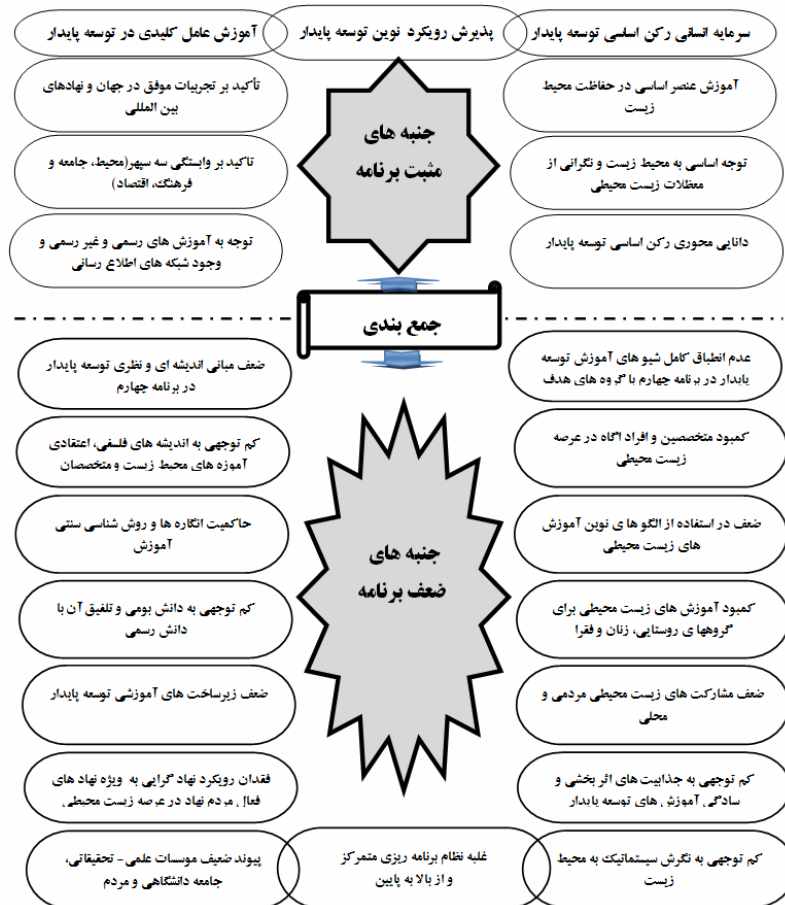 سرمایه انسانی رکن اساسی توسعه پایدار
پذیرش رویکرد نوین توسعه پایدار
آموزش عامل کلیدی در توسعه پایدار
آموزش عنصر اساسی در حفاظت محیط
زیست
تأکید بر تجربیات موفق در جهان و نهادهای
بین المللی
جنبه های
مثبت برنامه
توجه اساسی به محیط زیست و نگرانی از
معظلات زیست محیطی
تاکید بر وابستگی سه سپهر(محیط، جامعه و
فرهنگ، اقتصاد)
دانایی محوری رکن اساسی توسعه پایدار
توجه به آموزش های رسمی و غیر رسمی و
وجود شبکه های اطلاع رسانی
جمع بندی
عدم انطباق کامل شیو های آموزش توسعه
پایدار در برنامه چهارم با گروه های هدف
ضعف مبانی اندیشه ای و نظری توسعه پایدار
در برنامه چهارم
کمبود متخصصین و افراد اگاه در عرصه
زیست محیطی
کم توجهی به اندیشه های فلسفی، اعتقادی
آموزه های محیط زیست و متخصصان
جنبه های
ضعف برنامه
ضعف در استفاده از الگو ها ی نوین آموزش
های زیست محیطی
حاکمیت انگاره ها و روش شناسی سنتی
آموزش
کمبود آموزش های زیست محیطی برای
گروهها ی روستایی، زنان و فقرا
کم توجهی به دانش بومی و تلفیق آن با
دانش رسمی
ضعف مشارکت های زیست محیطی مردمی و
محلی
ضعف زیرساخت های آموزشی توسعه پایدار
کم توجهی به جذابیت های اثر بخشی و
سادگی آموزش های توسعه پایدار
فقدان رویکرد نهاد گرایی به ویژه نهاد های
فعال مردم نهاد در عرصه زیست محیطی
کم توجهی به نگرش سیستماتیک به محیط
زیست
غلبه نظام برنامه ریزی متمرکز
و از بالا به پایین
پیوند ضعیف موسسات علمی- تحقیقاتی،
جامعه دانشگاهی و مردم